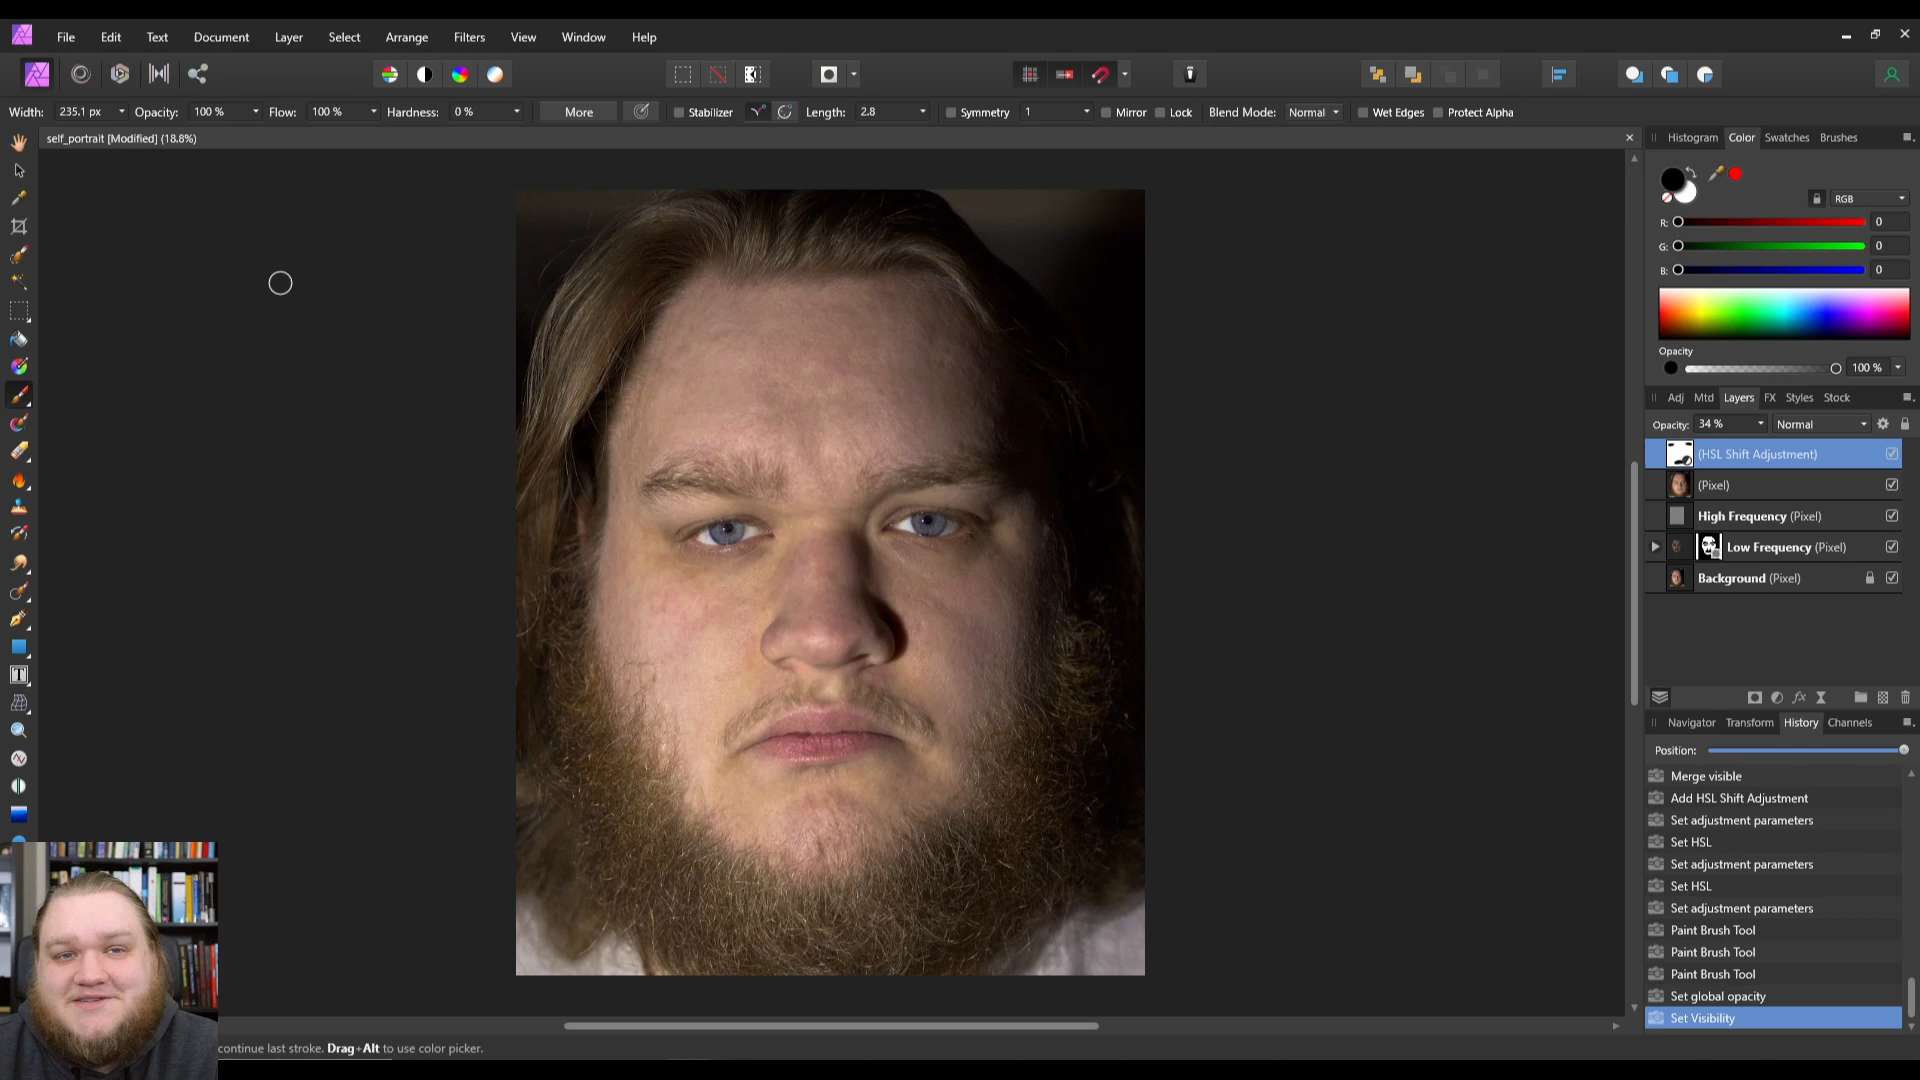 File Edit Text Document Layer Select Arrange Filters View Window Help
Width: 235.1 px Opacity: 100 % Flow: 100 % Hardness: 0 % More Stabilizer Length: 2.8 Symmetry 1 Mirror Lock Blend Mode: Normal Wet Edges Protect Alpha
self_portrait [Modified] (18.8%)
Histogram Color Swatches Brushes
RGB
R: 0
G: 0
B: 0
Opacity
100 %
Adj Mtd Layers FX Styles Stock
Opacity: 34 % Normal
(HSL Shift Adjustment)
(Pixel)
High Frequency (Pixel)
Low Frequency (Pixel)
Background (Pixel)
Navigator Transform History Channels
Position:
Merge visible
Add HSL Shift Adjustment
Set adjustment parameters
Set HSL
Set adjustment parameters
Set HSL
Set adjustment parameters
Paint Brush Tool
Paint Brush Tool
Paint Brush Tool
Set global opacity
Set Visibility
continue last stroke. Drag+Alt to use color picker.